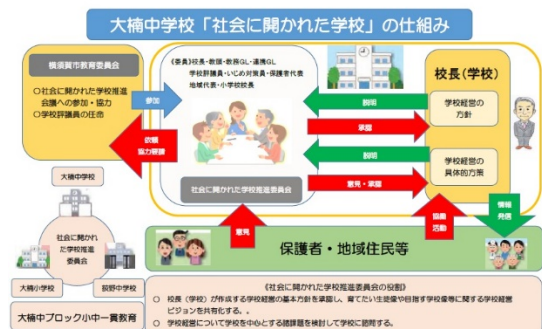 大楠中学校「社会に開かれた学校」の仕組み
横須賀市教育委員会
○社会に開かれた学校推進
会議への参加・協力
○学校評議員の任命
参加
依頼
協力要請
《委員》校長・教頭・教務GL・連携GL
学校評議員・いじめ対策員・保護者代表
地域代表・小学校校長
社会に開かれた学校推進委員会
説明
承認
説明
意見・承認
校長(学校)
学校経営の
方針
学校経営の
具体的方策
大楠中学校
社会に開かれ
た学校推進
委員会
大楠小学校
荻野中学校
大楠中ブロック小中一貫教育
意見
保護者・地域住民等
協働
活動
情報
発信
《社会に開かれた学校推進委員会の役割》
○ 校長(学校)が作成する学校経営の基本方針を承認し、育てたい生徒像や目指す学校像等に関する学校経営
ビジョンを共有化する。。
○ 学校経営について学校を中心とする諸課題を検討して学校に説明する。